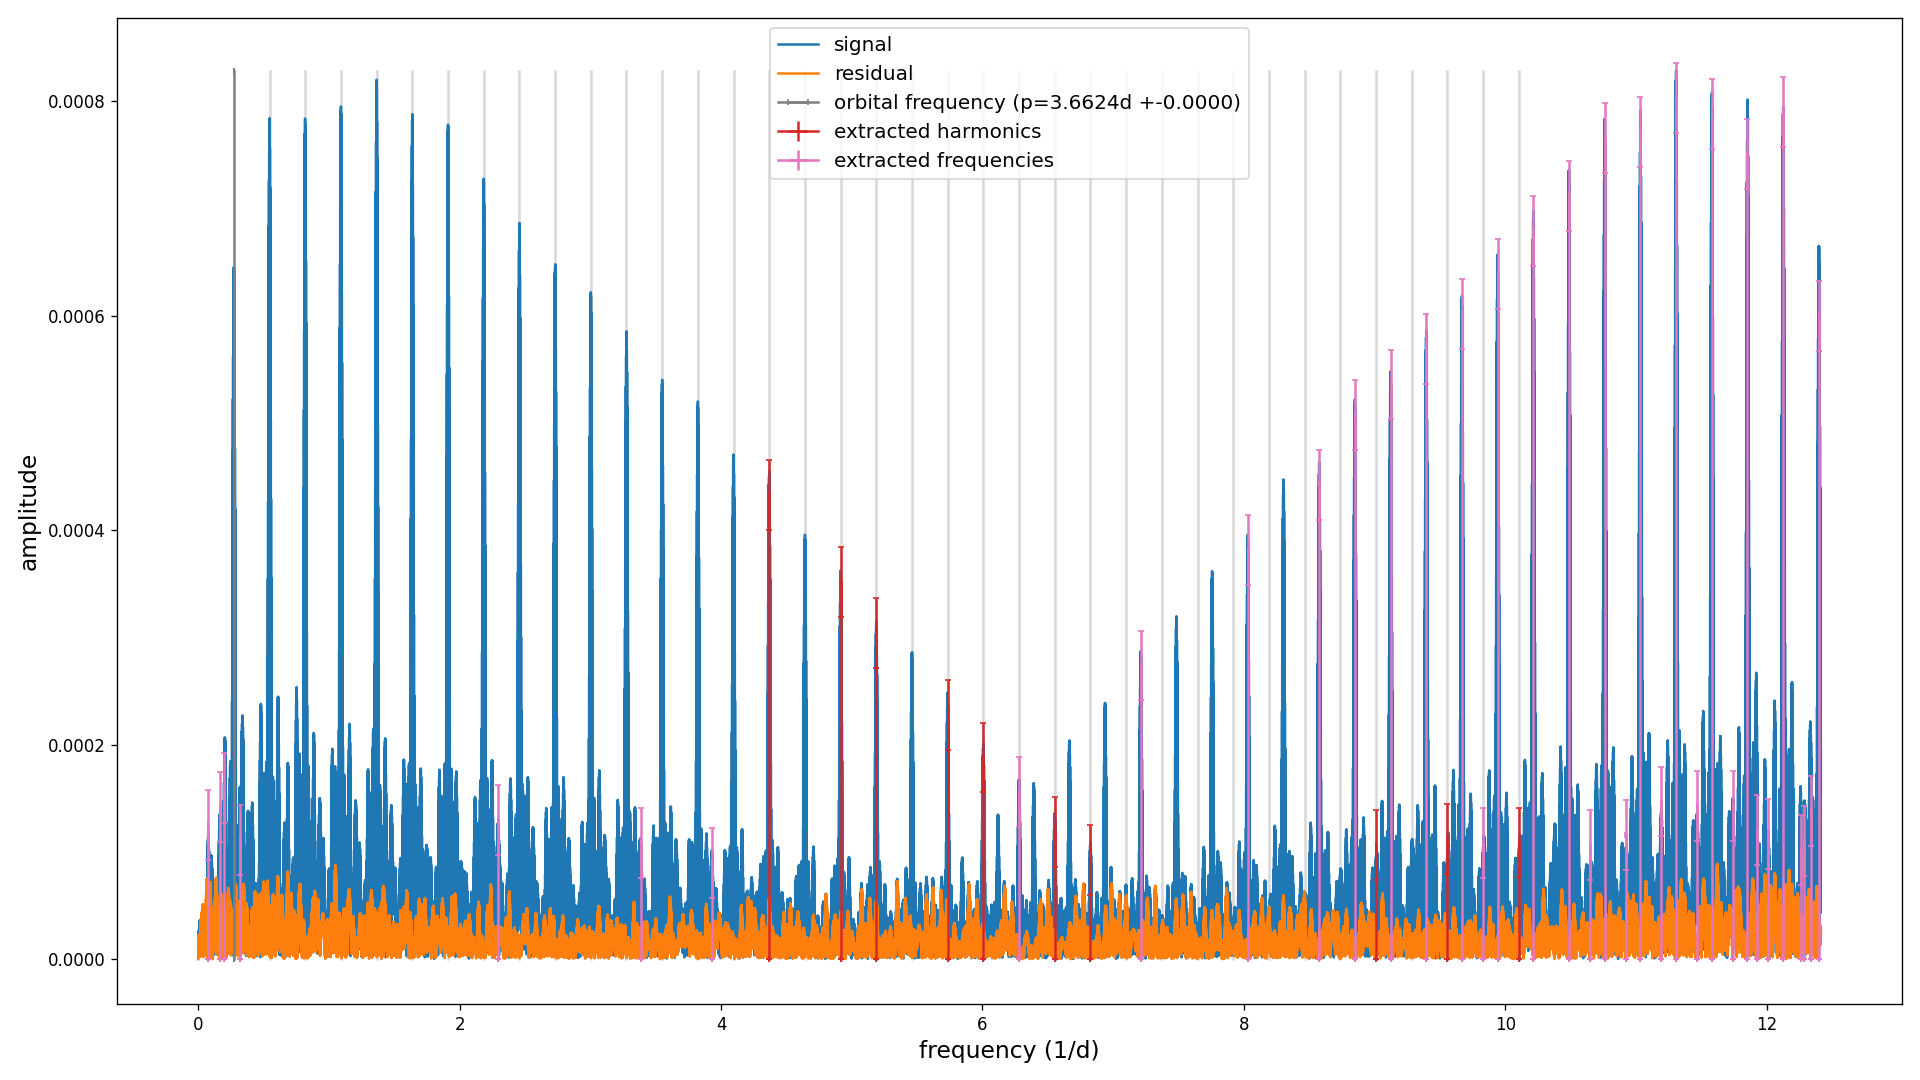 signal
residual
orbital frequency (p=3.6624d +-0.0000)
extracted harmonics
extracted frequencies
0.0008
0.0006
0.0004
0.0002
0.0000
amplitude
0 2 4 6 8 10 12
frequency (1/d)